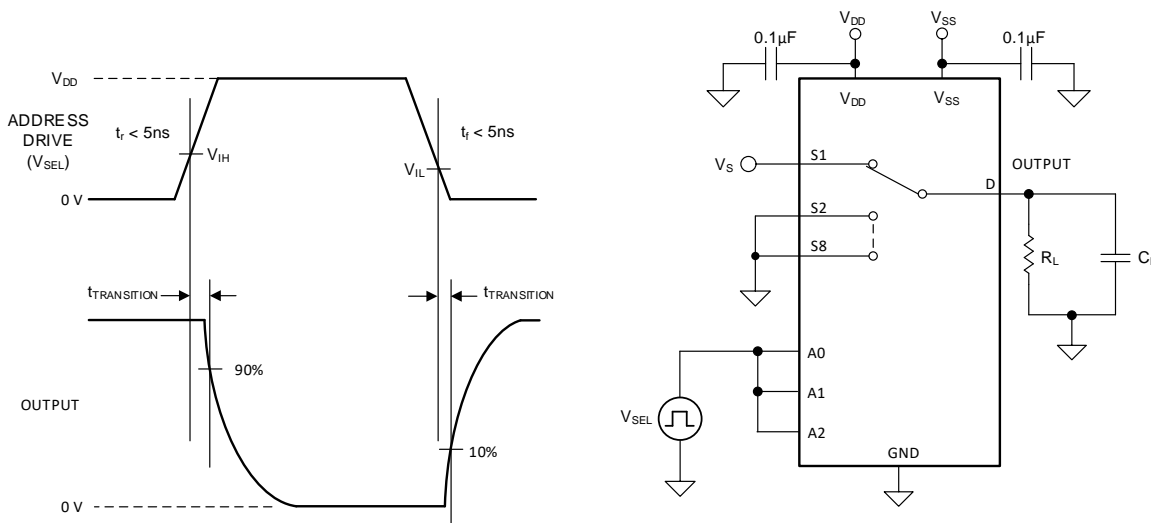 VDD
ADDRESS
DRIVE
(VSEL)
0 V
tr < 5ns
VIH
tf < 5ns
VIL
tTRANSITION
tTRANSITION
90%
OUTPUT
10%
0 V
VDD
VSS
0.1µF
0.1µF
VDD
VSS
VS
S1
OUTPUT
D
S2
S8
RL
A0
A1
VSEL
A2
GND